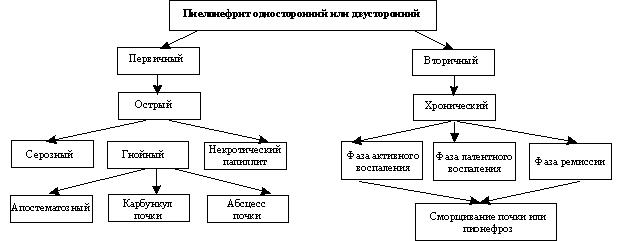 Пиелонефрит односторонний или двусторонний
Первичный
Вторичный
Острый
Хронический
Серозный
Гнойный
Некротический
папиллит
Фаза активного
воспаления
Фаза латентного
воспаления
Фаза ремиссии
Апостематозный
Карбункул
почки
Абсцесс
почки
Сморщивание почки или
пионефроз